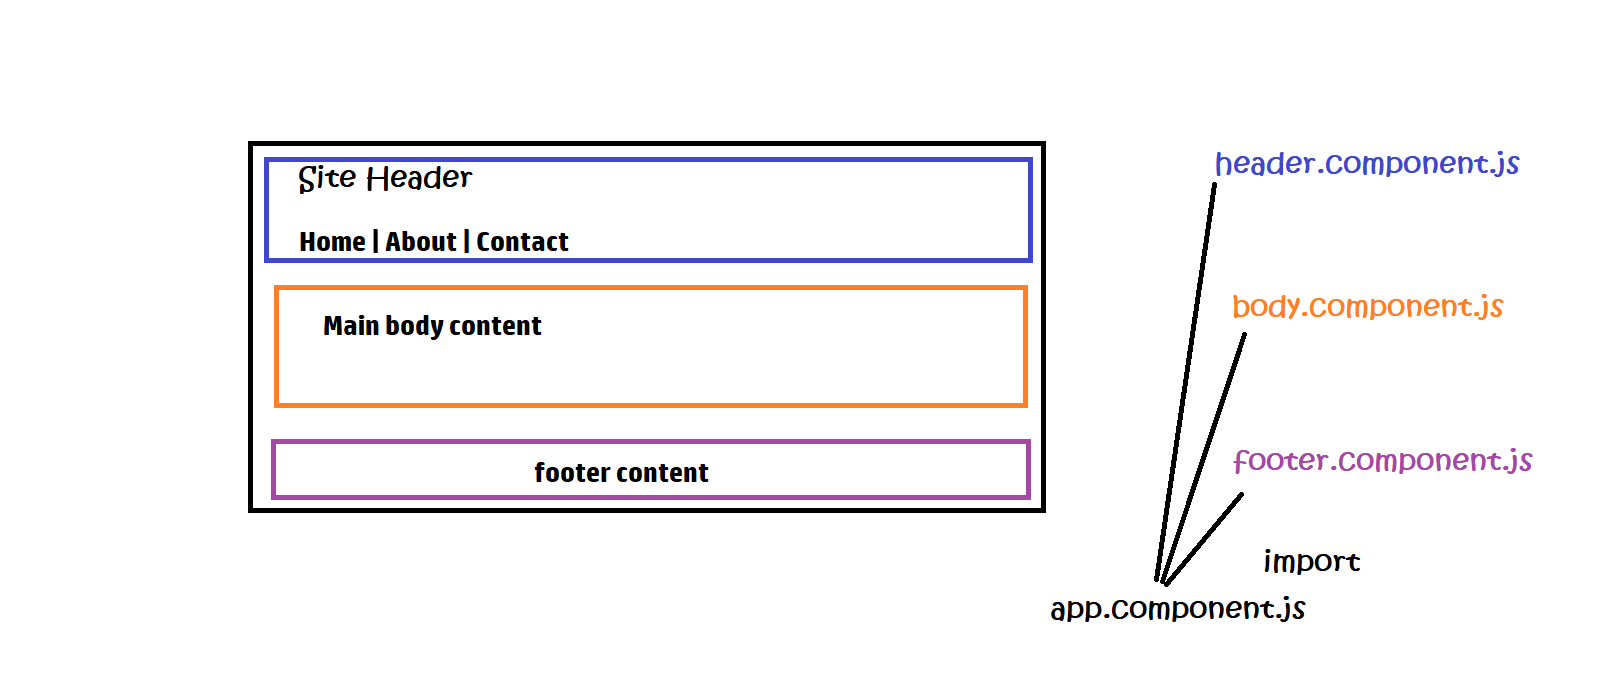 Site Header
Home | About | Contact
Main body content
footer content
header.component.js
body.component.js
footer.component.js
import
app.component.js